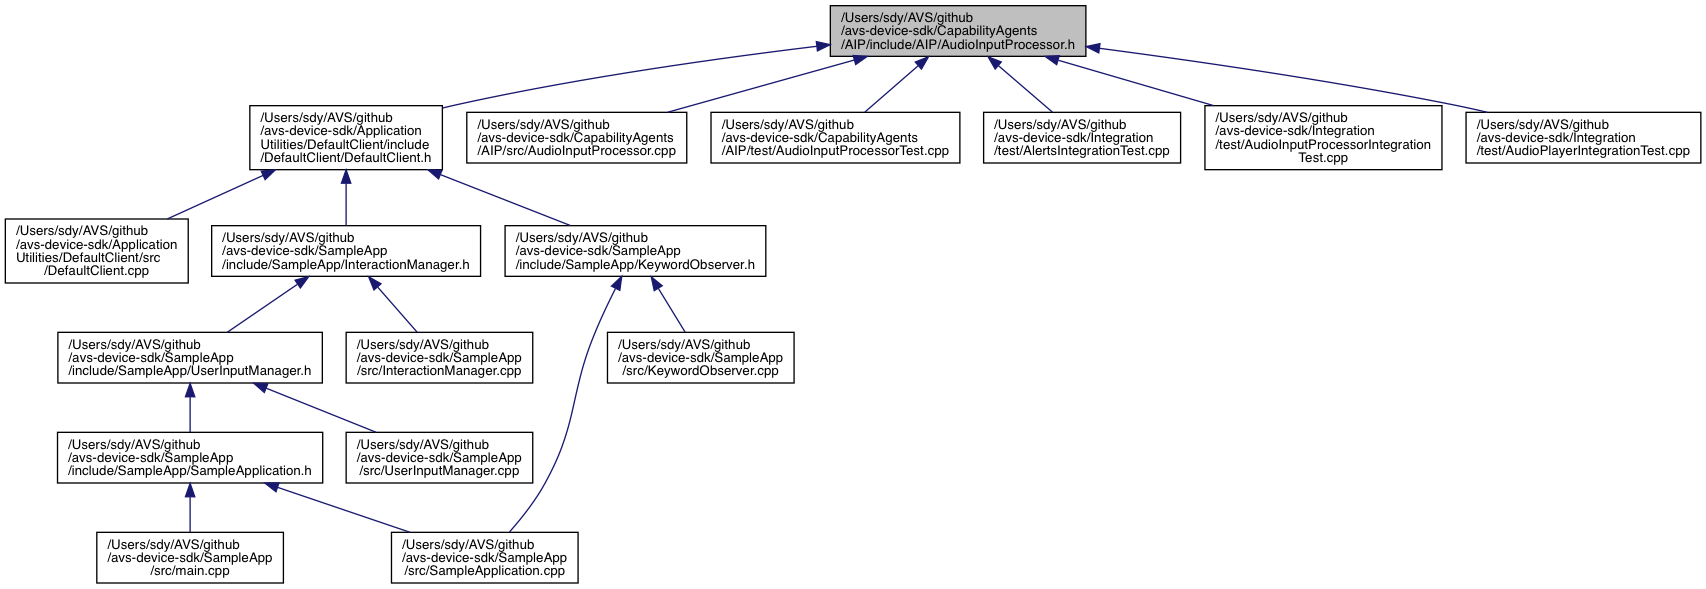 /Users/sdy/AVS/github
/avs-device-sdk/CapabilityAgents
/AIP/include/AIP/AudioInputProcessor.h
/Users/sdy/AVS/github
/avs-device-sdk/Application
Utilities/DefaultClient/include
/DefaultClient/DefaultClient.h
/Users/sdy/AVS/github
/avs-device-sdk/CapabilityAgents
/AIP/src/AudioInputProcessor.cpp
/Users/sdy/AVS/github
/avs-device-sdk/CapabilityAgents
/AIP/test/AudioInputProcessorTest.cpp
/Users/sdy/AVS/github
/avs-device-sdk/Integration
/test/AlertsIntegrationTest.cpp
/Users/sdy/AVS/github
/avs-device-sdk/Integration
/test/AudioInputProcessorIntegration
Test.cpp
/Users/sdy/AVS/github
/avs-device-sdk/Integration
/test/AudioPlayerIntegrationTest.cpp
/Users/sdy/AVS/github
/avs-device-sdk/Application
Utilities/DefaultClient/src
/DefaultClient.cpp
/Users/sdy/AVS/github
/avs-device-sdk/SampleApp
/include/SampleApp/InteractionManager.h
/Users/sdy/AVS/github
/avs-device-sdk/SampleApp
/include/SampleApp/KeywordObserver.h
/Users/sdy/AVS/github
/avs-device-sdk/SampleApp
/include/SampleApp/UserInputManager.h
/Users/sdy/AVS/github
/avs-device-sdk/SampleApp
/src/InteractionManager.cpp
/Users/sdy/AVS/github
/avs-device-sdk/SampleApp
/src/KeywordObserver.cpp
/Users/sdy/AVS/github
/avs-device-sdk/SampleApp
/include/SampleApp/SampleApplication.h
/Users/sdy/AVS/github
/avs-device-sdk/SampleApp
/src/UserInputManager.cpp
/Users/sdy/AVS/github
/avs-device-sdk/SampleApp
/src/main.cpp
/Users/sdy/AVS/github
/avs-device-sdk/SampleApp
/src/SampleApplication.cpp